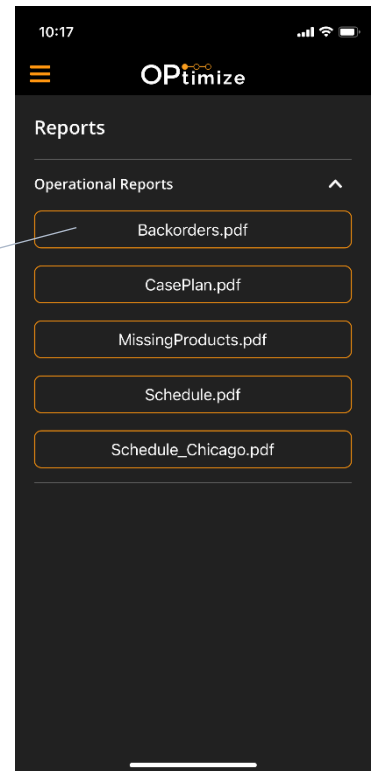 10:17
OPtimize
Reports
Operational Reports
Backorders.pdf
CasePlan.pdf
MissingProducts.pdf
Schedule.pdf
Schedule_Chicago.pdf